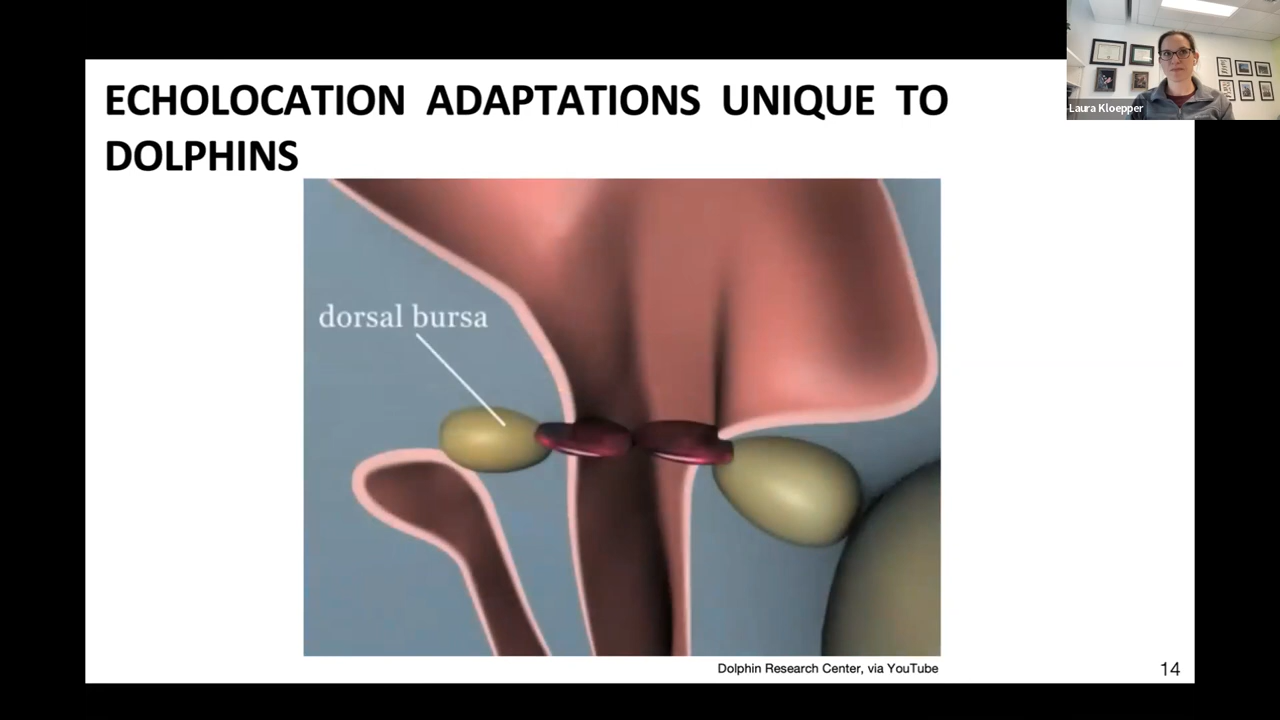 ECHOLOCATION ADAPTATIONS UNIQUE TO
DOLPHINS
Laura Kloepper
dorsal bursa
Dolphin Research Center, via YouTube
14